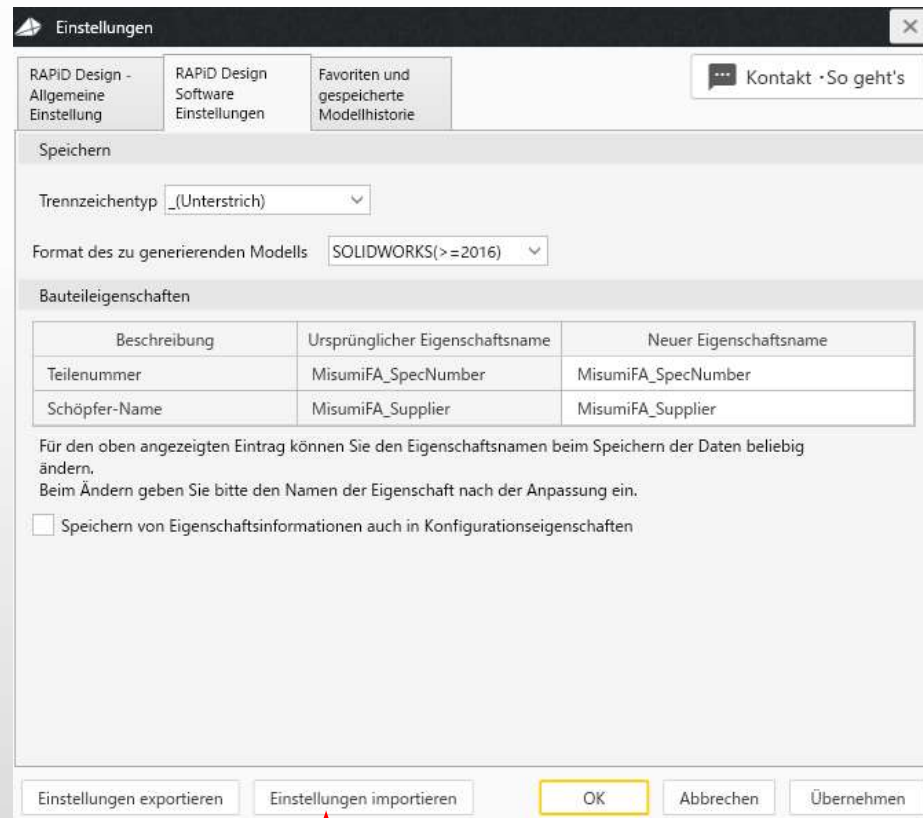 Einstellungen
Kontakt ・So geht's
RAPiD Design -
Allgemeine
Einstellung
RAPiD Design
Software
Einstellungen
Favoriten und
gespeicherte
Modellhistorie
Speichern
Trennzeichentyp _(Unterstrich)
Format des zu generierenden Modells SOLIDWORKS(>=2016)
Bauteileigenschaften
Beschreibung Ursprünglicher Eigenschaftsname Neuer Eigenschaftsname
Teilenummer MisumiFA_SpecNumber MisumiFA_SpecNumber
Schöpfer-Name MisumiFA_Supplier MisumiFA_Supplier
Für den oben angezeigten Eintrag können Sie den Eigenschaftsnamen beim Speichern der Daten beliebig
ändern.
Beim Ändern geben Sie bitte den Namen der Eigenschaft nach der Anpassung ein.
Speichern von Eigenschaftsinformationen auch in Konfigurationseigenschaften
Einstellungen exportieren Einstellungen importieren OK Abbrechen Übernehmen